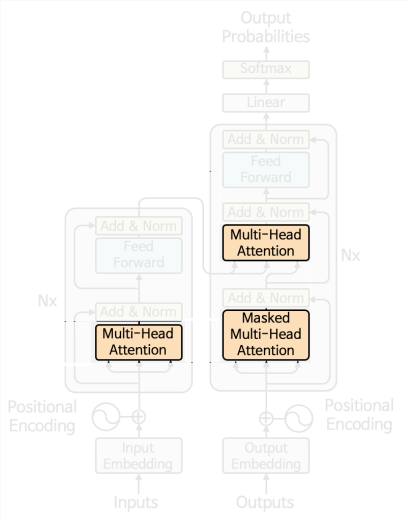 Output
Probabilities
Softmax
Linear
Add & Norm
Feed
Forward
Add & Norm
Multi-Head
Attention
Add & Norm
Masked
Multi-Head
Attention
Nx
Add & Norm
Feed
Forward
Add & Norm
Multi-Head
Attention
Nx
Positional
Encoding
Positional
Encoding
Input
Embedding
Output
Embedding
Inputs
Outputs